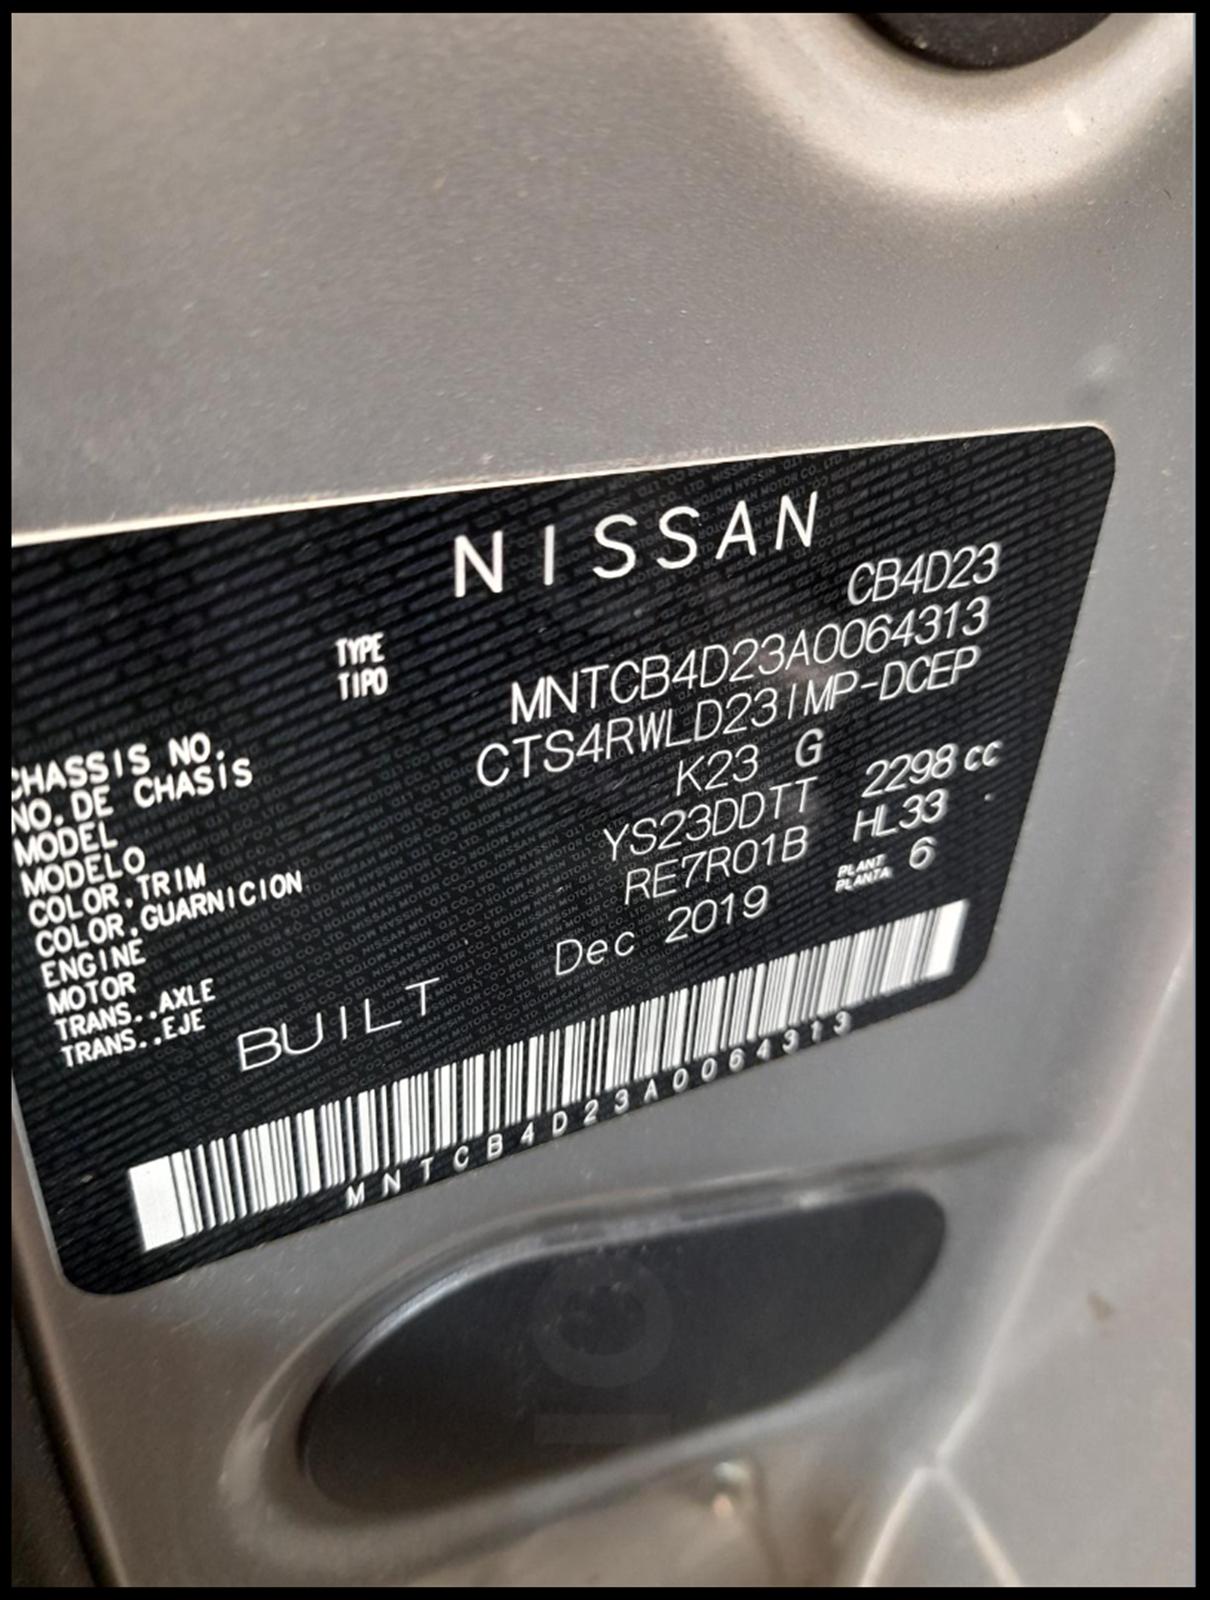 NISSAN
TYPE CB4D23
TIPO
CHASSIS NO. MNTCB4D23A0064313
NO.DE CHASIS
MODEL CTS4RWLD23IMP-DCEP
MODELO
COLOR,TRIM K23 G
COLOR,GUARNICION
ENGINE YS23DDTT 2298 cc
MOTOR
TRANS..AXLE RE7R01B HL33
TRANS..EJE
BUILT Dec 2019 PLANT 6
PLANTA
MNTCB4D23A0064313